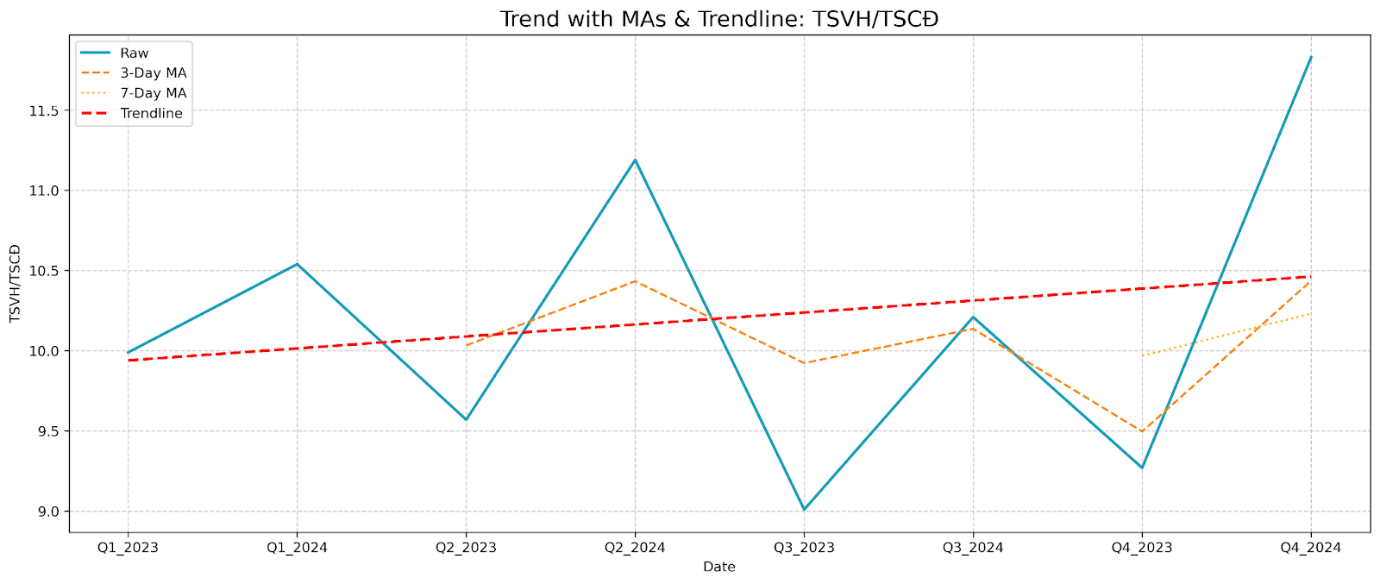 Trend with MAs & Trendline: TSVH/TSCĐ
Raw
3-Day MA
7-Day MA
Trendline
TSVH/TSCĐ
11.5
11.0
10.5
10.0
9.5
9.0
Q1_2023 Q1_2024 Q2_2023 Q2_2024 Q3_2023 Q3_2024 Q4_2023 Q4_2024
Date